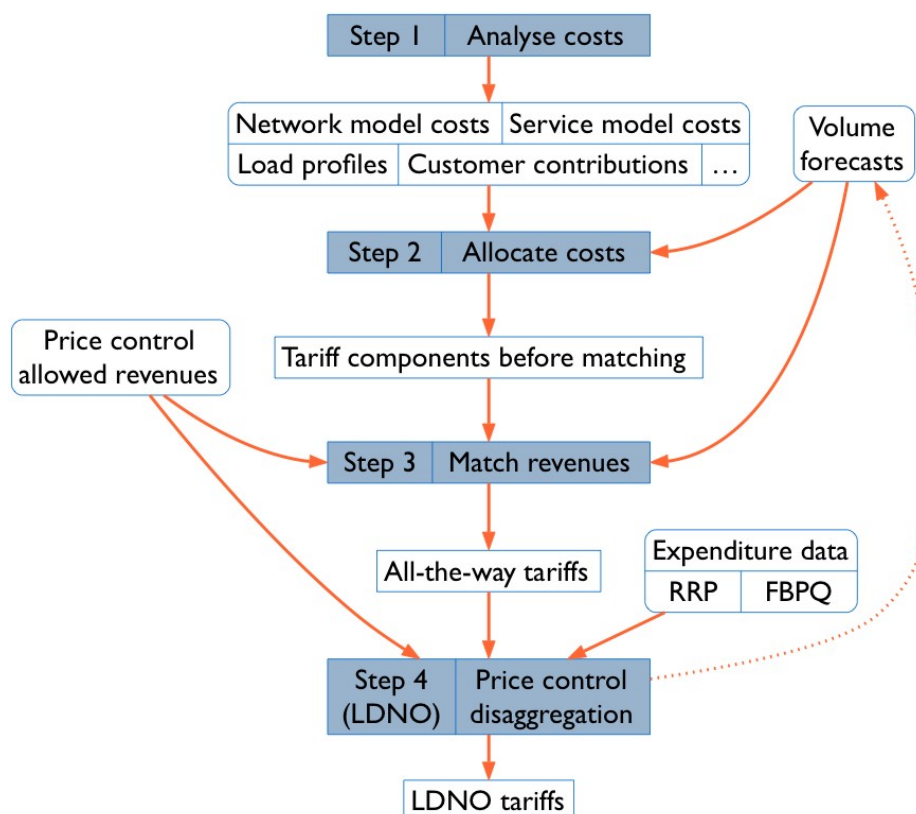 Step 1 Analyse costs
Network model costs Service model costs
Load profiles Customer contributions ...
Volume
forecasts
Step 2 Allocate costs
Price control
allowed revenues
Tariff components before matching
Step 3 Match revenues
All-the-way tariffs
Expenditure data
RRP FBPQ
Step 4
(LDNO)
Price control
disaggregation
LDNO tariffs